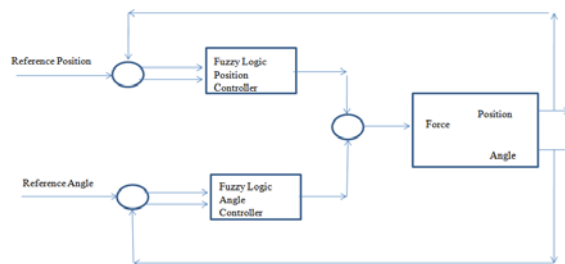 Reference Position
Fuzzy Logic
Position
Controller
Force
Position
Angle
Reference Angle
Fuzzy Logic
Angle
Controller